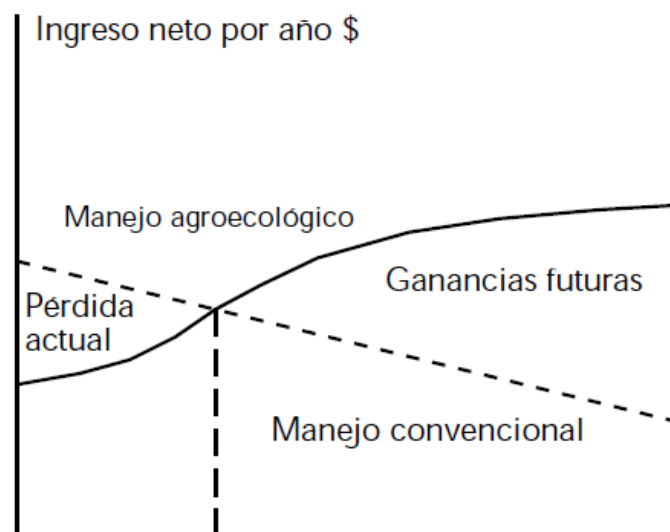 Ingreso neto por año $
Manejo agroecológico
Ganancias futuras
Pérdida
actual
Manejo convencional